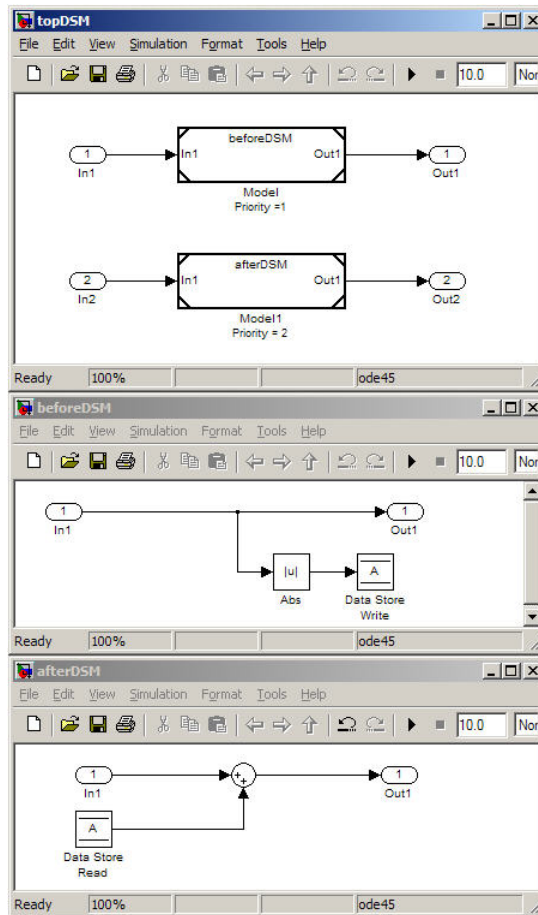 topDSM
File Edit View Simulation Format Tools Help
10.0 Nor
1 beforeDSM 1
In1 In1 Out1 Out1
Model
Priority =1
2 afterDSM 2
In2 In1 Out1 Out2
Model1
Priority = 2
Ready 100% ode45
beforeDSM
File Edit View Simulation Format Tools Help
10.0 Nor
1 1
In1 Out1
|u| A
Abs Data Store
Write
Ready 100% ode45
afterDSM
File Edit View Simulation Format Tools Help
10.0 Nor
1 + 1
In1 + Out1
A
Data Store
Read
Ready 100% ode45